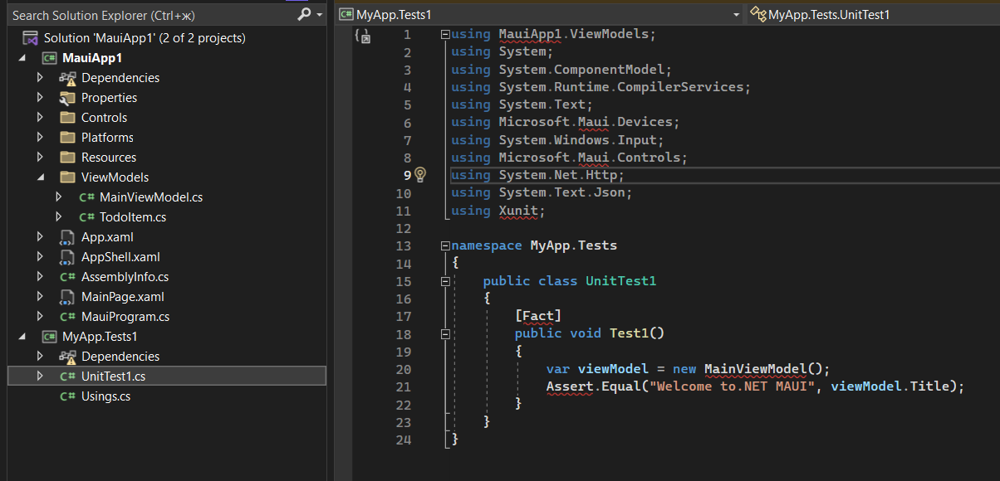 Search Solution Explorer (Ctrl+ж)
Solution 'MauiApp1' (2 of 2 projects)
C# MauiApp1
Dependencies
Properties
Controls
Platforms
Resources
ViewModels
C# MainViewModel.cs
C# TodoItem.cs
App.xaml
AppShell.xaml
C# AssemblyInfo.cs
MainPage.xaml
C# MauiProgram.cs
C# MyApp.Tests1
Dependencies
C# UnitTest1.cs
C# Usings.cs
C# MyApp.Tests1
MyApp.Tests.UnitTest1
1 using MauiApp1.ViewModels;
2 using System;
3 using System.ComponentModel;
4 using System.Runtime.CompilerServices;
5 using System.Text;
6 using Microsoft.Maui.Devices;
7 using System.Windows.Input;
8 using Microsoft.Maui.Controls;
9 using System.Net.Http;
10 using System.Text.Json;
11 using Xunit;
12
13 namespace MyApp.Tests
14 {
15 public class UnitTest1
16 {
17 [Fact]
18 public void Test1()
19 {
20 var viewModel = new MainViewModel();
21 Assert.Equal("Welcome to.NET MAUI", viewModel.Title);
22 }
23 }
24 }